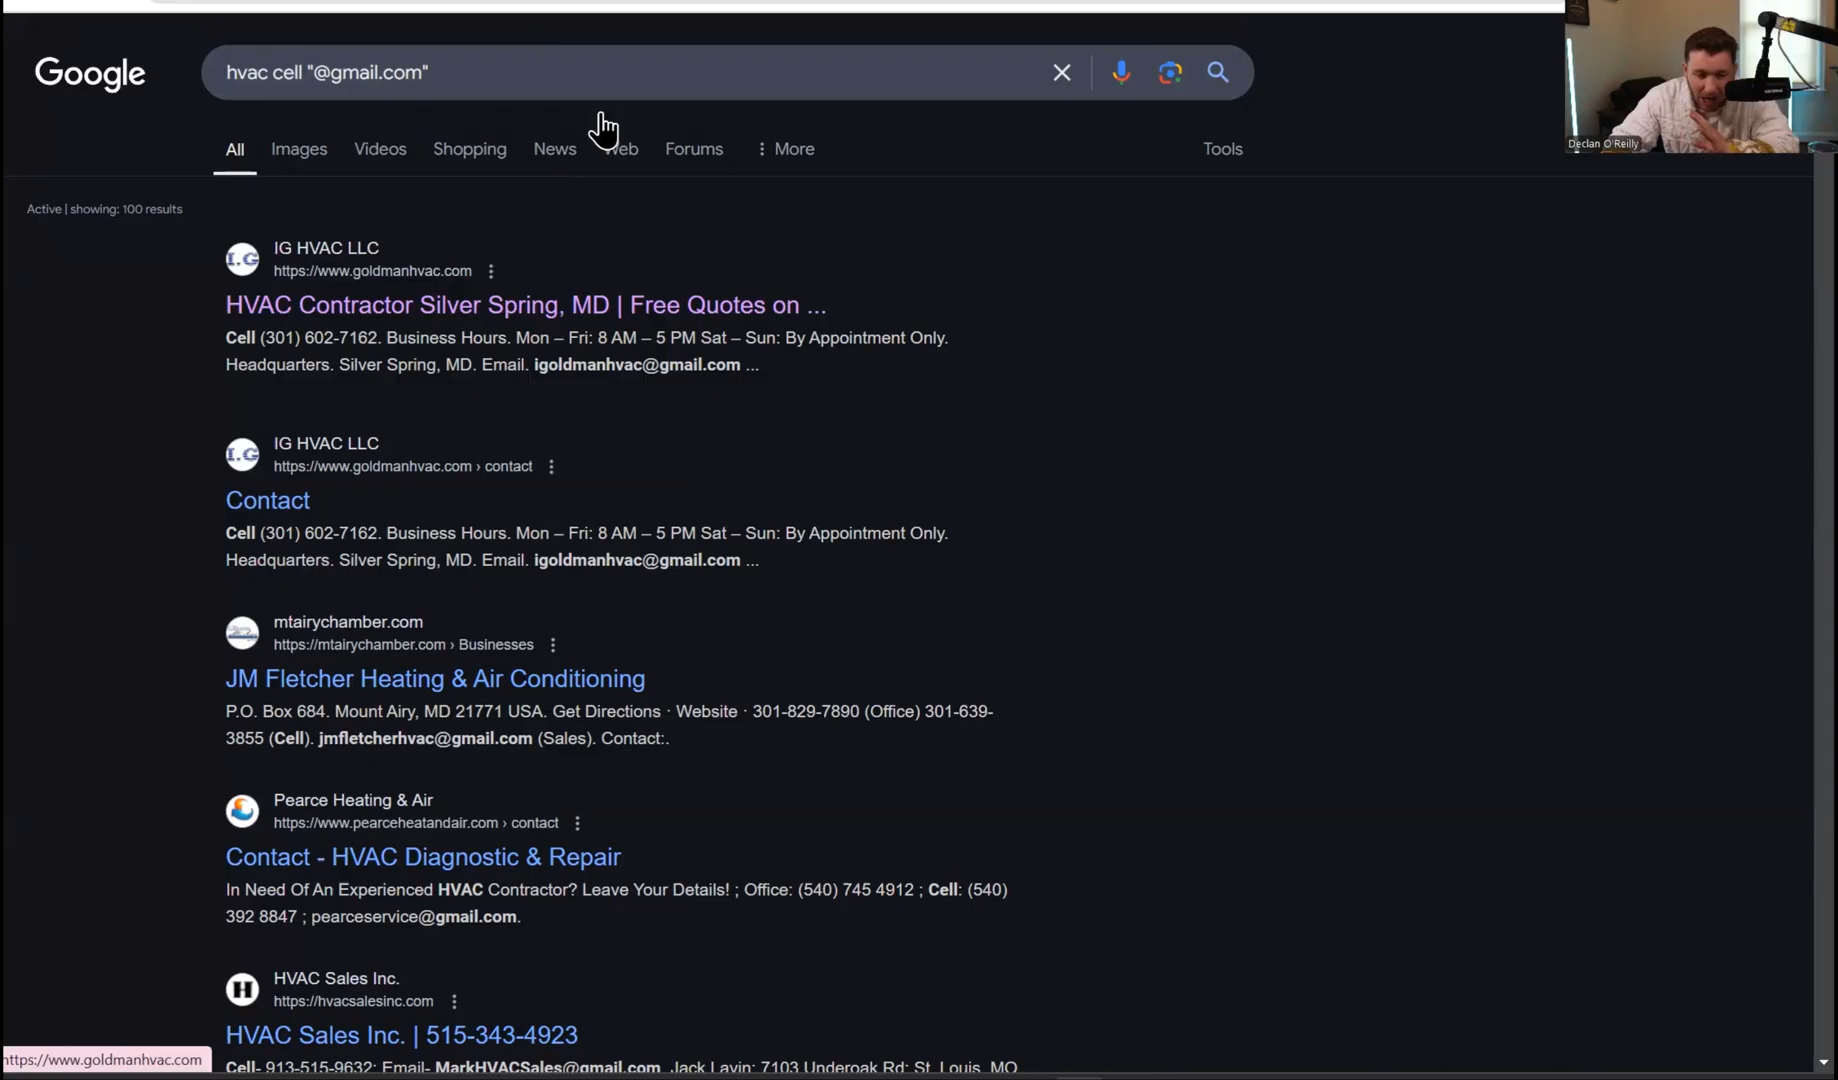 Google
hvac cell "@gmail.com"
Declan O'Reilly
All Images Videos Shopping News Web Forums More Tools
Active | showing: 100 results
I.G
IG HVAC LLC
https://www.goldmanhvac.com
HVAC Contractor Silver Spring, MD | Free Quotes on ...
Cell (301) 602-7162. Business Hours. Mon – Fri: 8 AM – 5 PM Sat – Sun: By Appointment Only.
Headquarters. Silver Spring, MD. Email. igoldmanhvac@gmail.com ...
I.G
IG HVAC LLC
https://www.goldmanhvac.com › contact
Contact
Cell (301) 602-7162. Business Hours. Mon – Fri: 8 AM – 5 PM Sat – Sun: By Appointment Only.
Headquarters. Silver Spring, MD. Email. igoldmanhvac@gmail.com ...
mtairychamber.com
https://mtairychamber.com › Businesses
JM Fletcher Heating & Air Conditioning
P.O. Box 684. Mount Airy, MD 21771 USA. Get Directions · Website · 301-829-7890 (Office) 301-639-
3855 (Cell). jmfletcherhvac@gmail.com (Sales). Contact:.
Pearce Heating & Air
https://www.pearceheatandair.com › contact
Contact - HVAC Diagnostic & Repair
In Need Of An Experienced HVAC Contractor? Leave Your Details! ; Office: (540) 745 4912 ; Cell: (540)
392 8847 ; pearceservice@gmail.com.
H
HVAC Sales Inc.
https://hvacsalesinc.com
HVAC Sales Inc. | 515-343-4923
Cell- 913-515-9632; Email- MarkHVACSales@gmail.com. Jack Lavin; 7103 Underoak Rd; St. Louis, MO
https://www.goldmanhvac.com